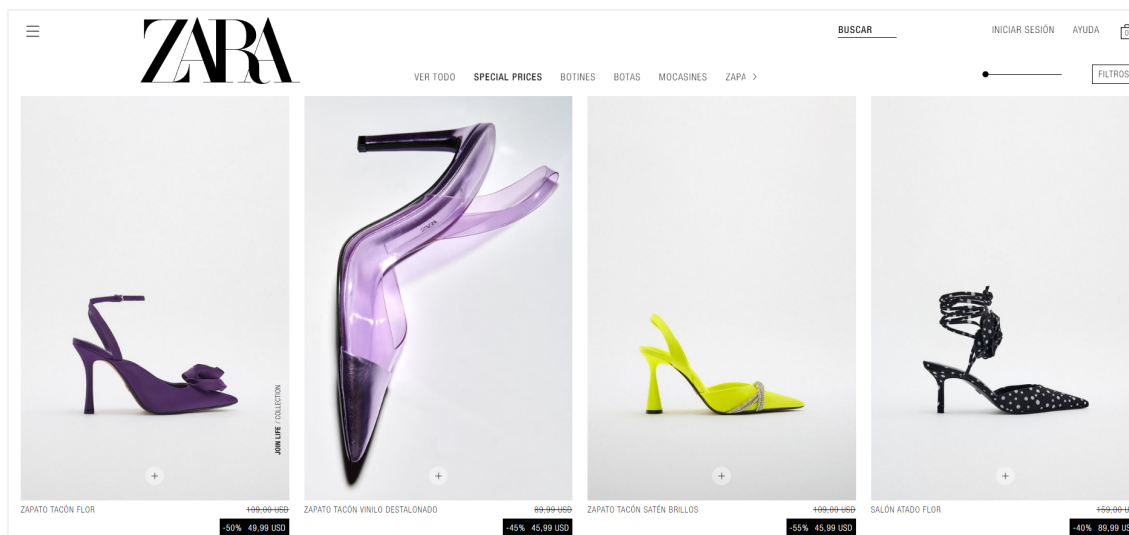 ZARA
BUSCAR
INICIAR SESIÓN
AYUDA
0
VER TODO SPECIAL PRICES BOTINES BOTAS MOCASINES ZAPA
FILTROS
JOIN LIFE / COLLECTION
ZAPATO TACÓN FLOR 109,00 USD
-50% 49,99 USD
ZAPATO TACÓN VINILO DESTALONADO 89,99 USD
-45% 45,99 USD
ZAPATO TACÓN SATÉN BRILLOS 109,00 USD
-55% 45,99 USD
SALÓN ATADO FLOR 159,00 U
-40% 89,99 US